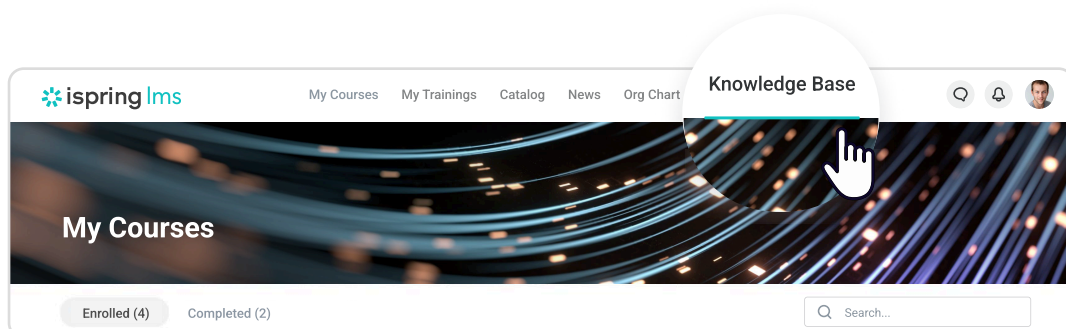 ispring lms
My Courses My Trainings Catalog News Org Chart Knowledge Base
My Courses
Enrolled (4) Completed (2) Search...